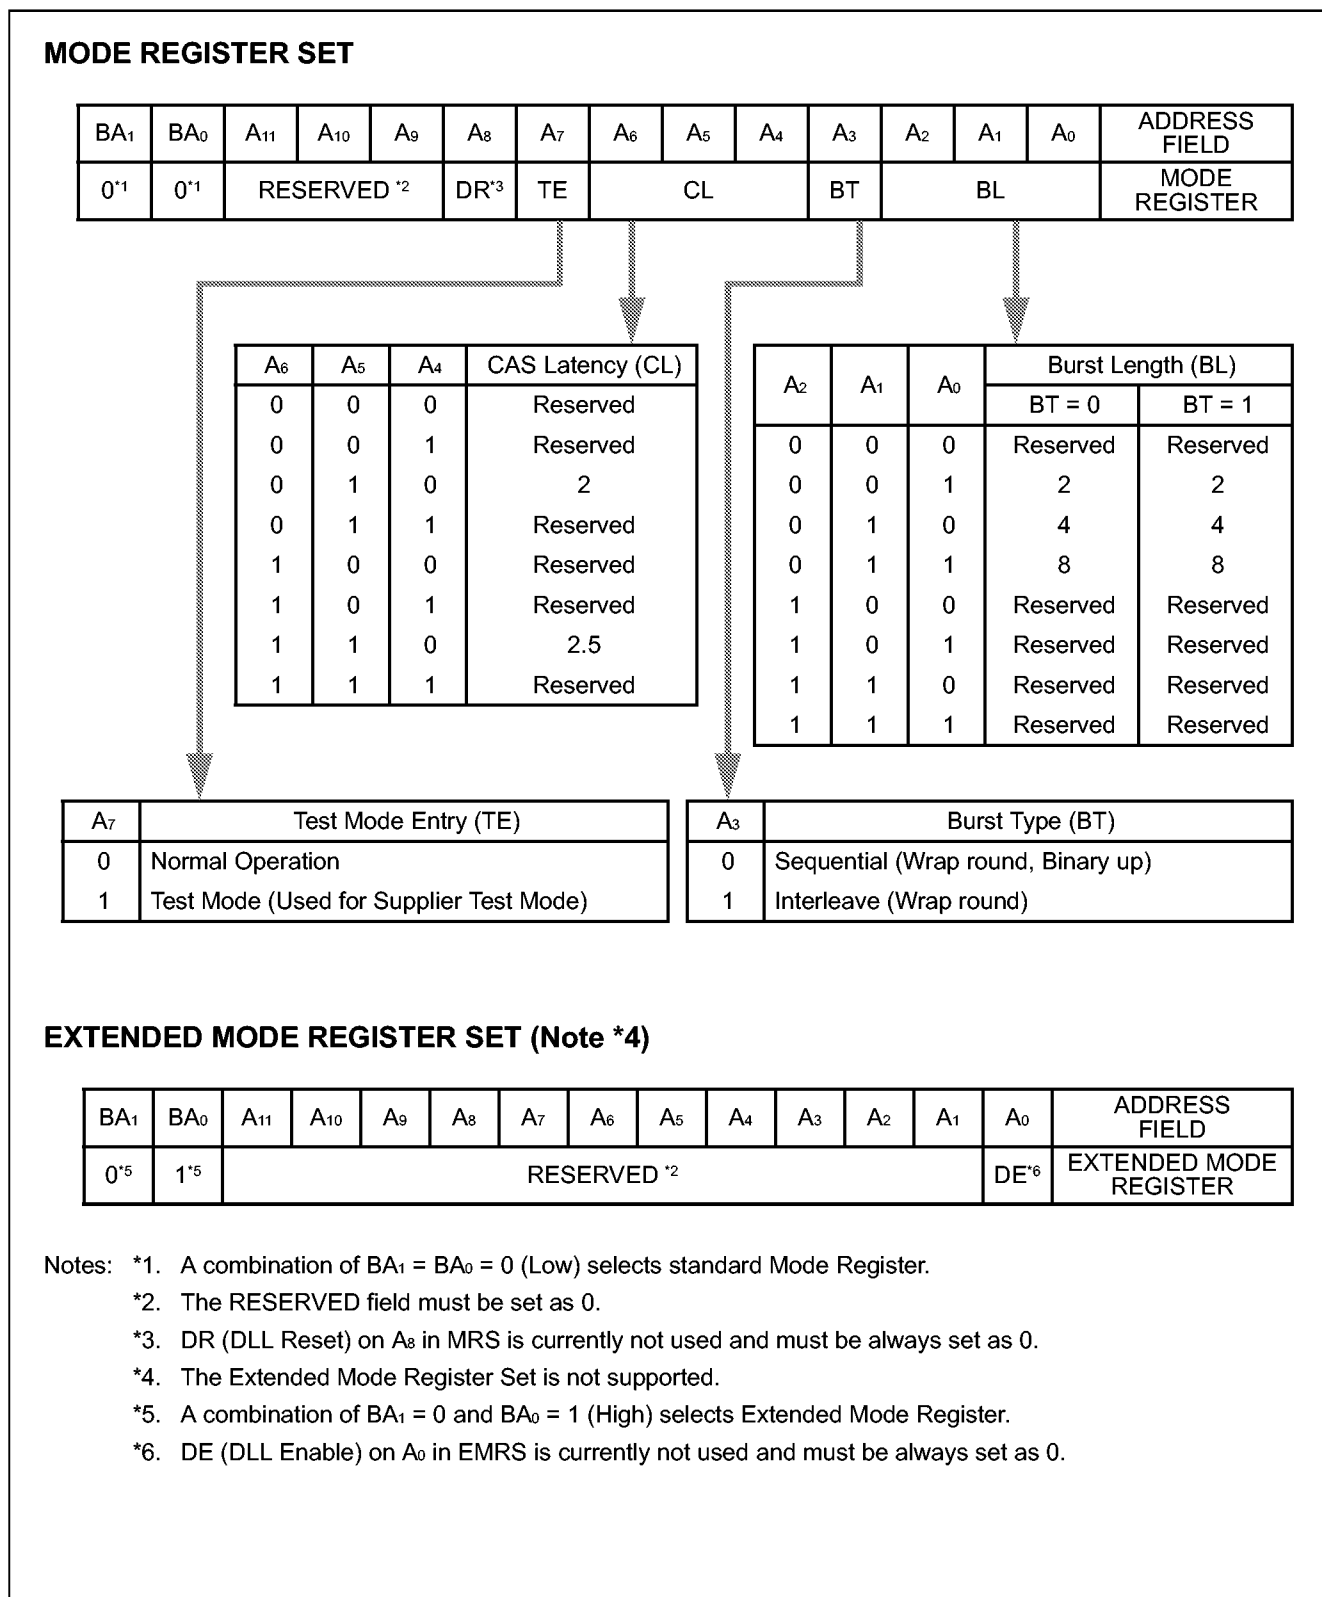 MODE REGISTER SET
BA1 BA0 A11 A10 A9 A8 A7 A6 A5 A4 A3 A2 A1 A0 ADDRESS FIELD
0*1 0*1 RESERVED *2 DR*3 TE CL BT BL MODE REGISTER
A6 A5 A4 CAS Latency (CL)
0 0 0 Reserved
0 0 1 Reserved
0 1 0 2
0 1 1 Reserved
1 0 0 Reserved
1 0 1 Reserved
1 1 0 2.5
1 1 1 Reserved
A2 A1 A0 Burst Length (BL)
BT = 0 BT = 1
0 0 0 Reserved Reserved
0 0 1 2 2
0 1 0 4 4
0 1 1 8 8
1 0 0 Reserved Reserved
1 0 1 Reserved Reserved
1 1 0 Reserved Reserved
1 1 1 Reserved Reserved
A7 Test Mode Entry (TE)
0 Normal Operation
1 Test Mode (Used for Supplier Test Mode)
A3 Burst Type (BT)
0 Sequential (Wrap round, Binary up)
1 Interleave (Wrap round)
EXTENDED MODE REGISTER SET (Note *4)
BA1 BA0 A11 A10 A9 A8 A7 A6 A5 A4 A3 A2 A1 A0 ADDRESS FIELD
0*5 1*5 RESERVED *2 DE*6 EXTENDED MODE REGISTER
Notes: *1. A combination of BA1 = BA0 = 0 (Low) selects standard Mode Register.
*2. The RESERVED field must be set as 0.
*3. DR (DLL Reset) on A8 in MRS is currently not used and must be always set as 0.
*4. The Extended Mode Register Set is not supported.
*5. A combination of BA1 = 0 and BA0 = 1 (High) selects Extended Mode Register.
*6. DE (DLL Enable) on A0 in EMRS is currently not used and must be always set as 0.